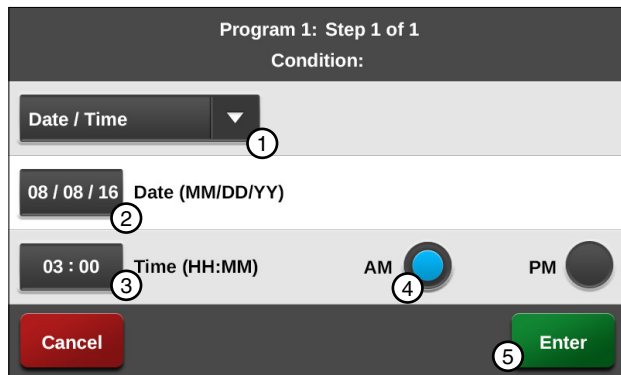 Program 1: Step 1 of 1
Condition:
Date / Time
1
08 / 08 / 16 Date (MM/DD/YY)
2
03 : 00 Time (HH:MM) AM PM
3 4
Cancel Enter
5